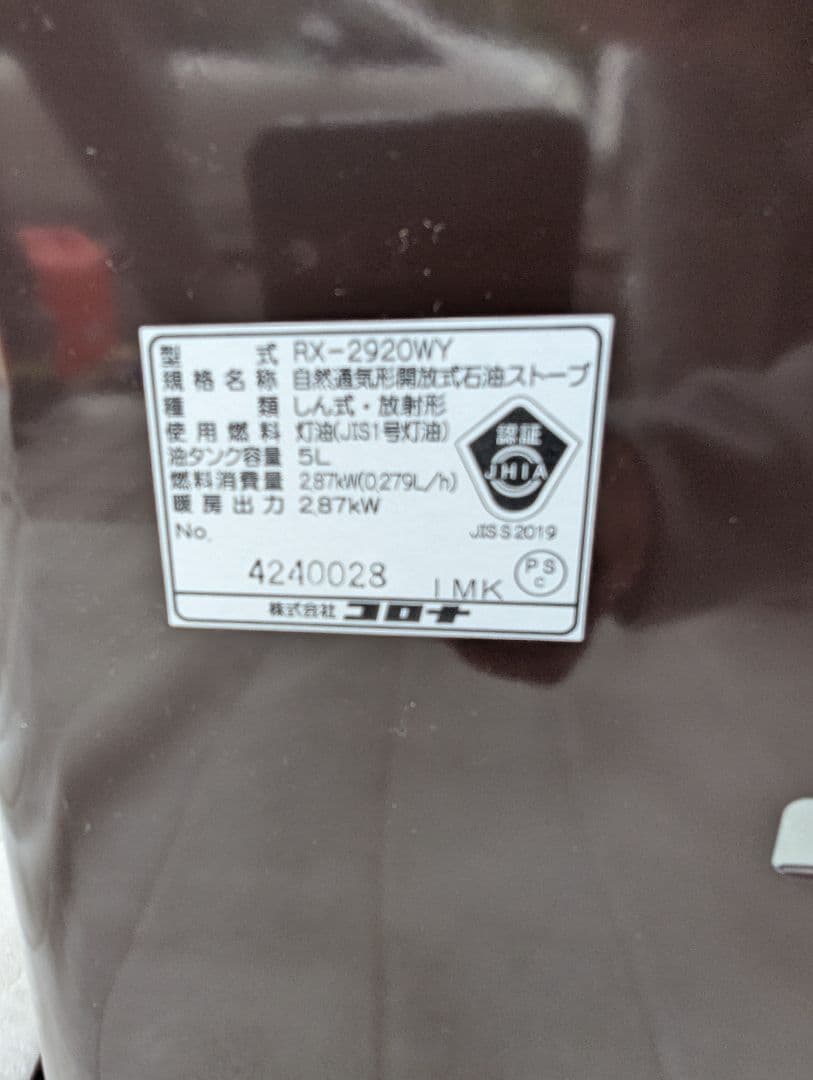 型式 RX-2920WY
規格名称 自然通気形開放式石油ストーブ
種類 しん式・放射形
使用燃料 灯油(JIS1号灯油)
油タンク容量 5L
燃料消費量 2.87kW(0.279L/h)
暖房出力 2.87kW
認証
JHIA
JIS S 2019
No.
4240028 IMK
PS
C
株式会社 コロナ